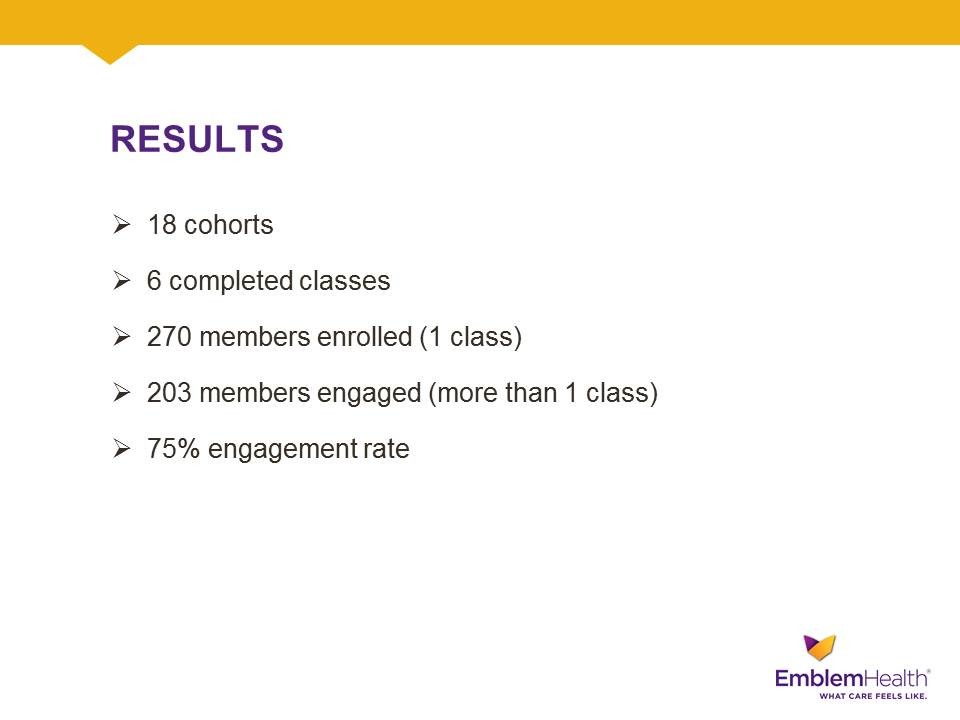 RESULTS
➢ 18 cohorts
➢ 6 completed classes
➢ 270 members enrolled (1 class)
➢ 203 members engaged (more than 1 class)
➢ 75% engagement rate
EmblemHealth®
WHAT CARE FEELS LIKE.